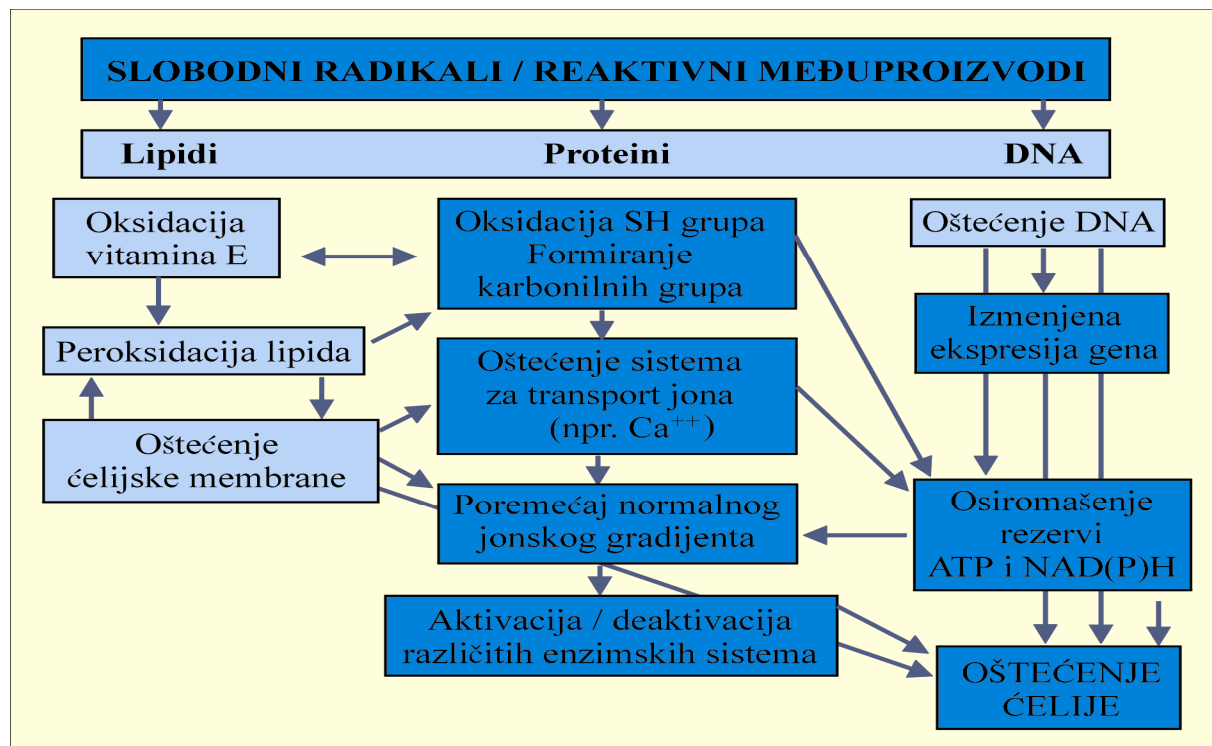 SLOBODNI RADIKALI / REAKTIVNI MEĐUPROIZVODI
Lipidi Proteini DNA
Oksidacija
vitamina E
Peroksidacija lipida
Oštećenje
ćelijske membrane
Oksidacija SH grupa
Formiranje
karbonilnih grupa
Oštećenje sistema
za transport jona
(npr. Ca⁺⁺)
Poremećaj normalnog
jonskog gradijenta
Aktivacija / deaktivacija
različitih enzimskih sistema
Oštećenje DNA
Izmenjena
ekspresija gena
Osiromašenje
rezervi
ATP i NAD(P)H
OŠTEĆENJE
ĆELIJE